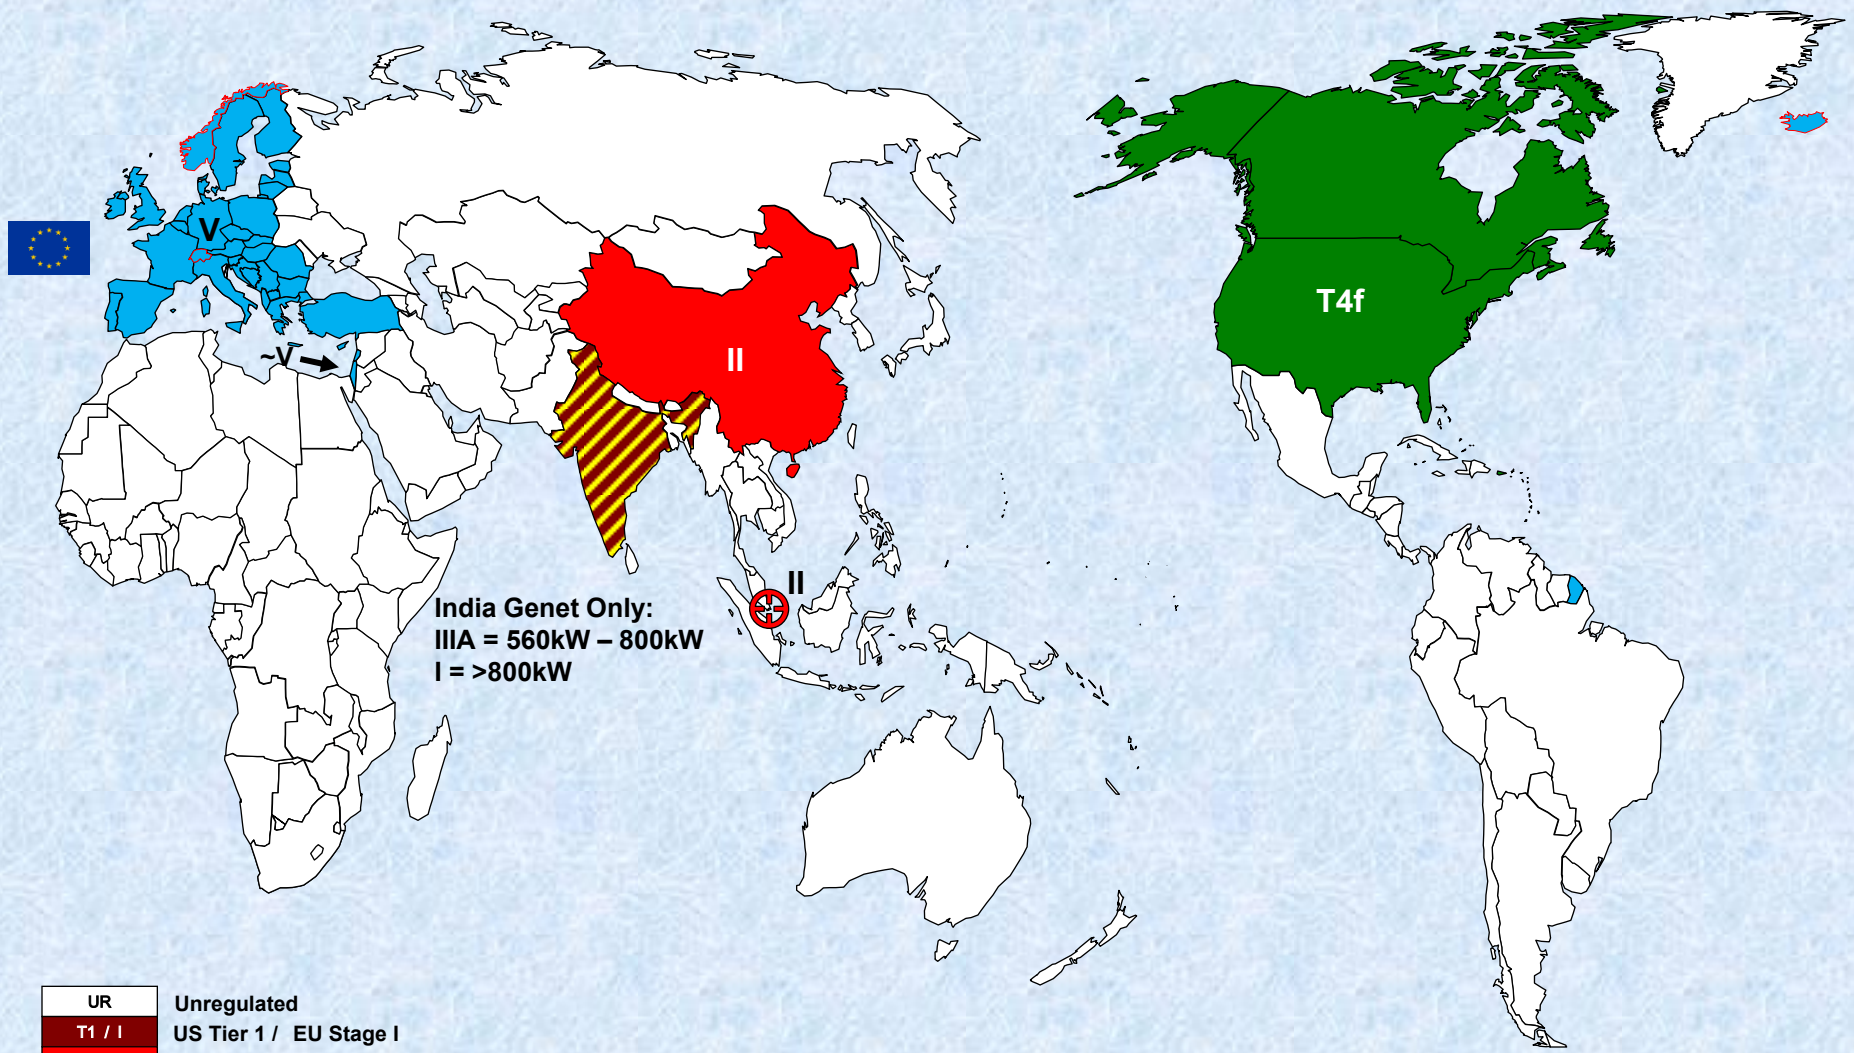 V
~V
II
T4f
II
India Genet Only:
IIIA = 560kW – 800kW
I = >800kW
UR Unregulated
T1 / I US Tier 1 / EU Stage I